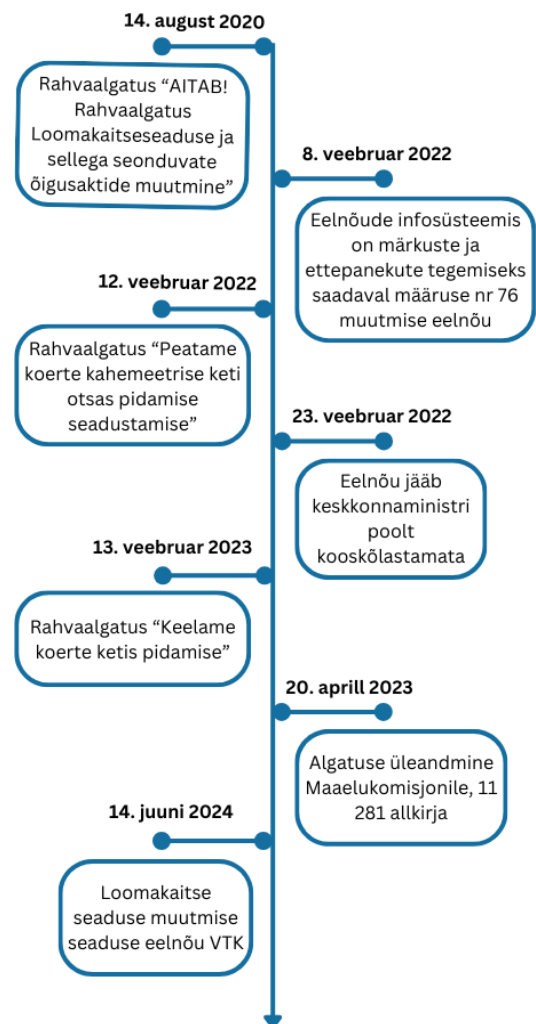 14. august 2020
Rahvaalgatus “AITAB!
Rahvaalgatus
Loomakaitseseaduse ja
sellega seonduvate
õigusaktide muutmine”
8. veebruar 2022
Eelnõude infosüsteemis
on märkuste ja
ettepanekute tegemiseks
saadaval määruse nr 76
muutmise eelnõu
12. veebruar 2022
Rahvaalgatus “Peatame
koerte kahemeetrise keti
otsas pidamise
seadustamise”
23. veebruar 2022
Eelnõu jääb
keskkonnaministri
poolt
kooskõlastamata
13. veebruar 2023
Rahvaalgatus “Keelame
koerte ketis pidamise”
20. aprill 2023
Algatuse üleandmine
Maaelukomisjonile, 11
281 allkirja
14. juuni 2024
Loomakaitse
seaduse muutmise
seaduse eelnõu VTK